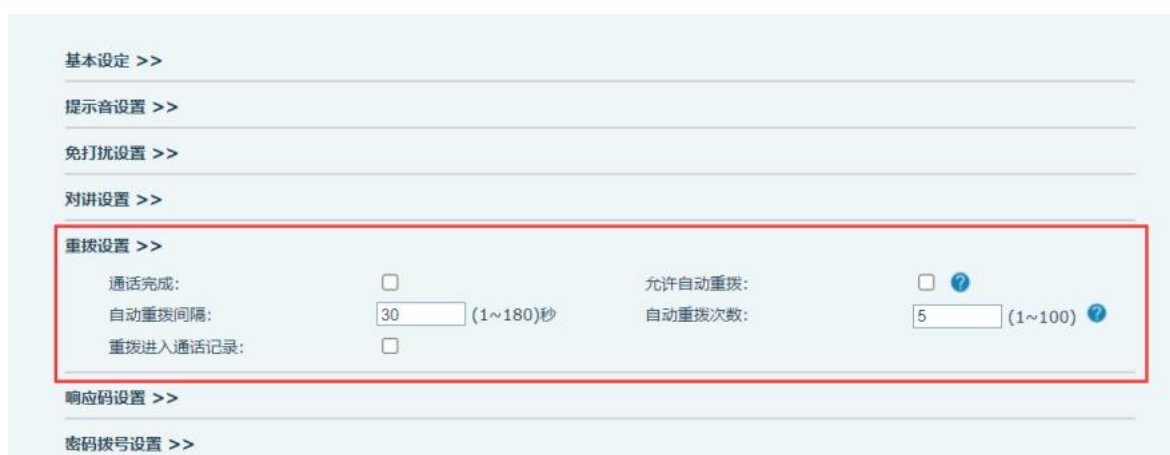 基本设定 >>
提示音设置 >>
免打扰设置 >>
对讲设置 >>
重拨设置 >>
通话完成: 允许自动重拨: ?
自动重拨间隔: 30 (1~180)秒 自动重拨次数: 5 (1~100) ?
重拨进入通话记录:
响应码设置 >>
密码拨号设置 >>